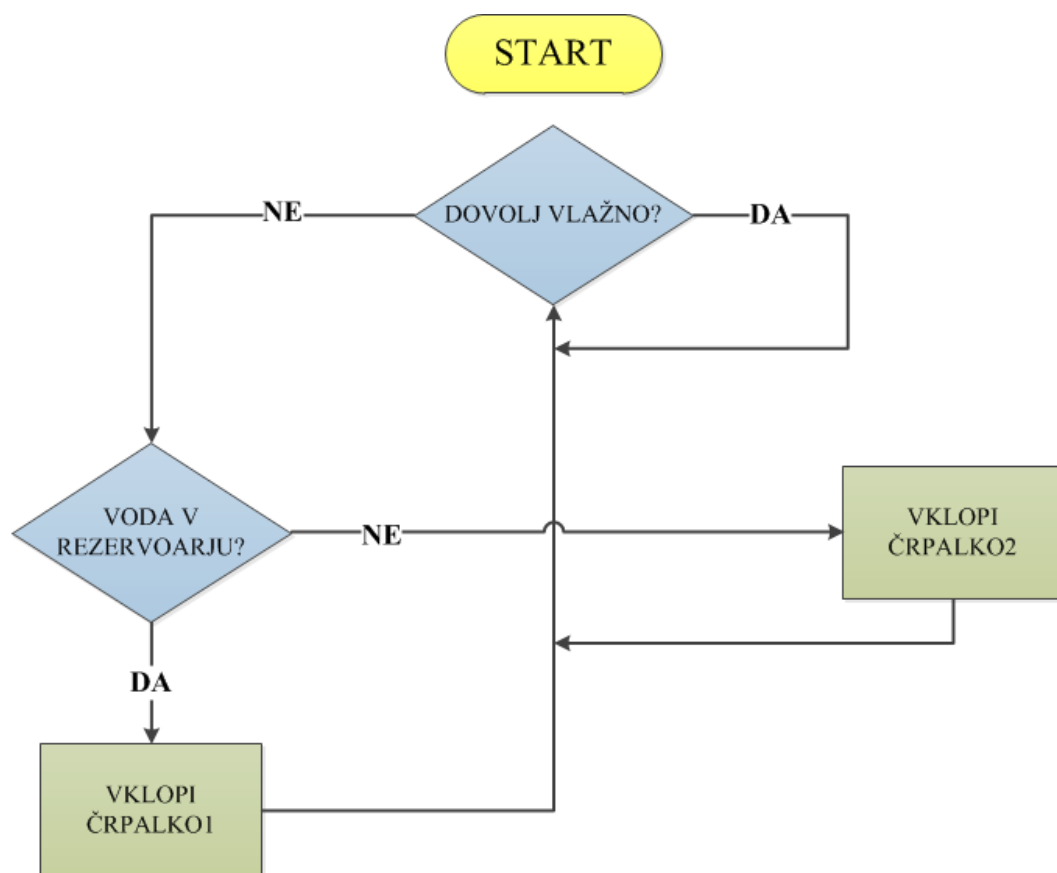 START
DOVOLJ VLAŽNO?
NE
DA
VODA V
REZERVOARJU?
NE
VKLOPI
ČRPALKO2
DA
VKLOPI
ČRPALKO1